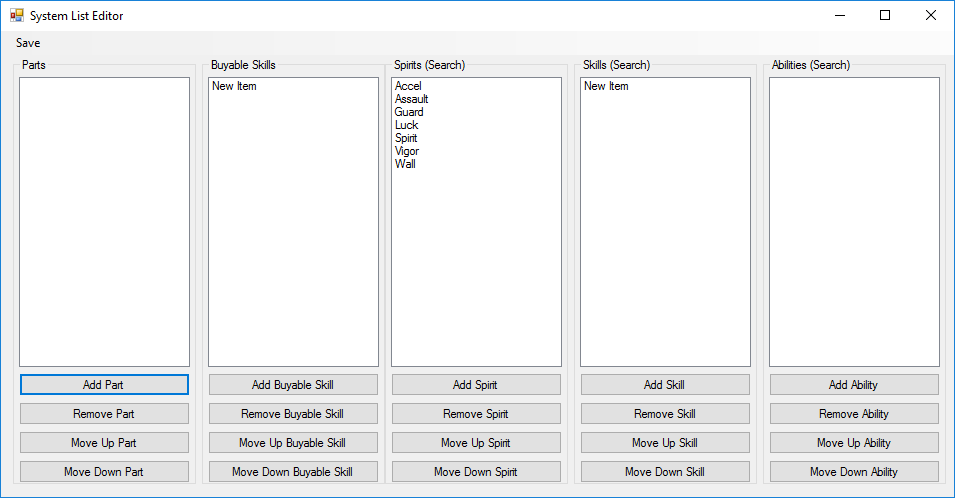 System List Editor
Save
Parts
Buyable Skills
Spirits (Search)
Skills (Search)
Abilities (Search)
New Item
Accel
Assault
Guard
Luck
Spirit
Vigor
Wall
New Item
Add Part
Add Buyable Skill
Add Spirit
Add Skill
Add Ability
Remove Part
Remove Buyable Skill
Remove Spirit
Remove Skill
Remove Ability
Move Up Part
Move Up Buyable Skill
Move Up Spirit
Move Up Skill
Move Up Ability
Move Down Part
Move Down Buyable Skill
Move Down Spirit
Move Down Skill
Move Down Ability